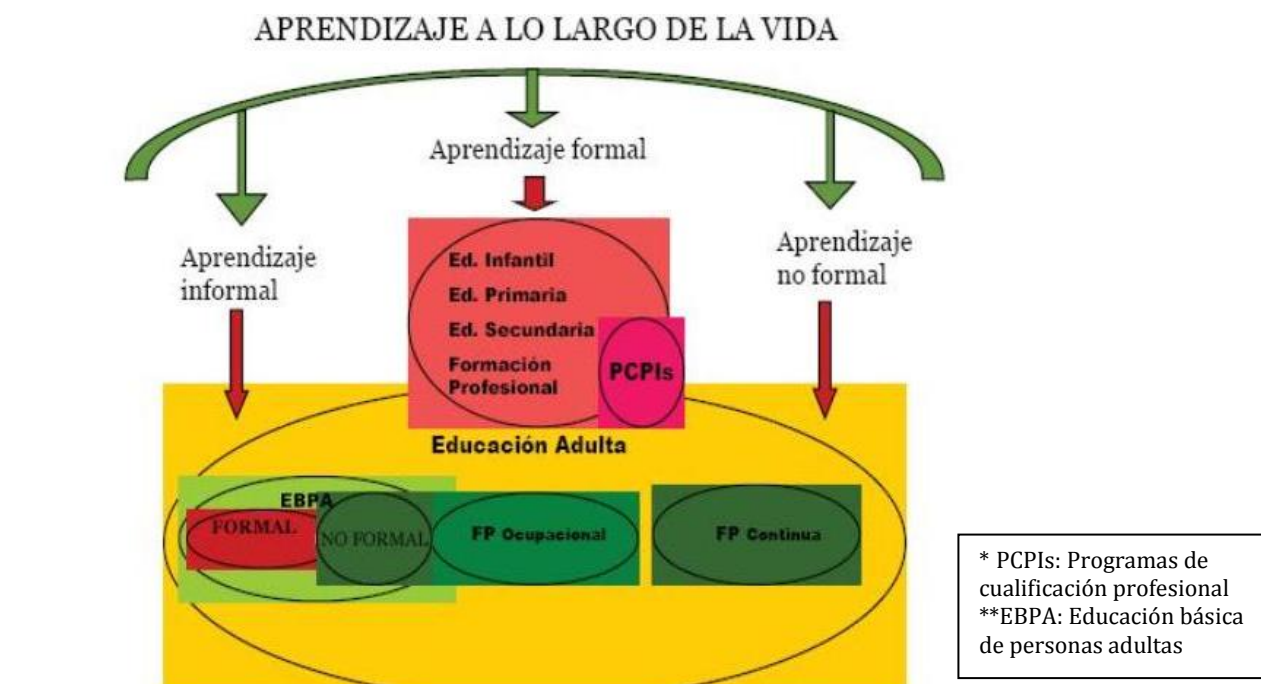 APRENDIZAJE A LO LARGO DE LA VIDA
Aprendizaje formal
Aprendizaje
informal
Aprendizaje
no formal
Ed. Infantil
Ed. Primaria
Ed. Secundaria
Formación
Profesional
PCPIs
Educación Adulta
EBPA
FORMAL
NO FORMAL
FP Ocupacional
FP Continua
* PCPIs: Programas de
cualificación profesional
**EBPA: Educación básica
de personas adultas